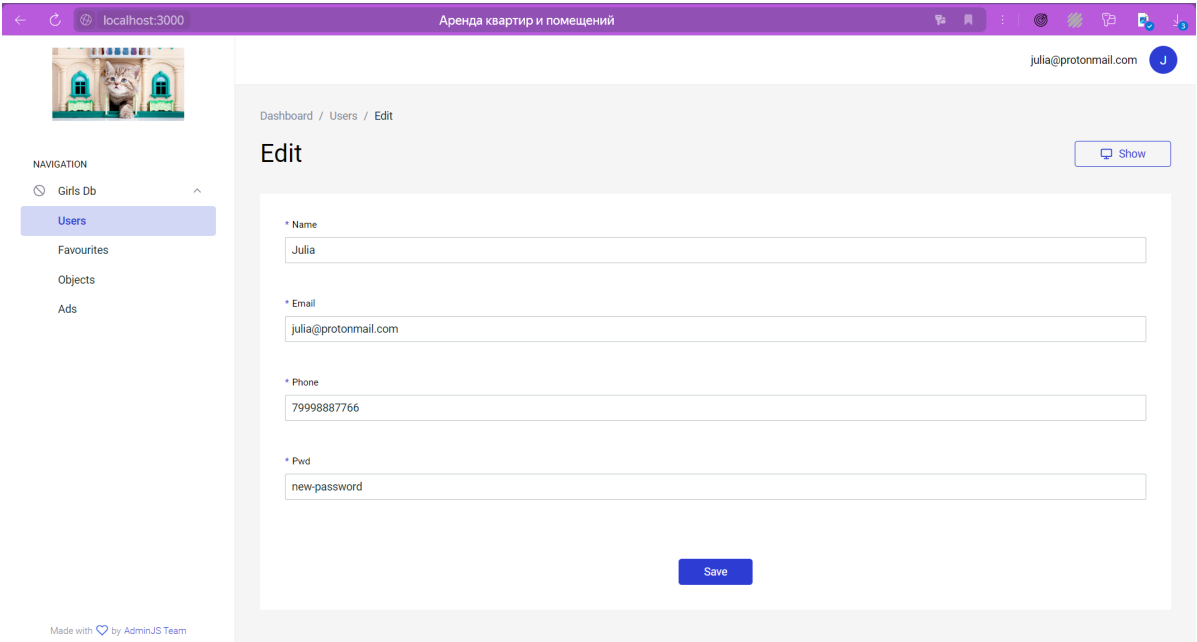 localhost:3000
Аренда квартир и помещений
3
julia@protonmail.com
J
NAVIGATION
Girls Db
Users
Favourites
Objects
Ads
Made with by AdminJS Team
Dashboard / Users / Edit
Edit
Show
* Name
Julia
* Email
julia@protonmail.com
* Phone
79998887766
* Pwd
new-password
Save